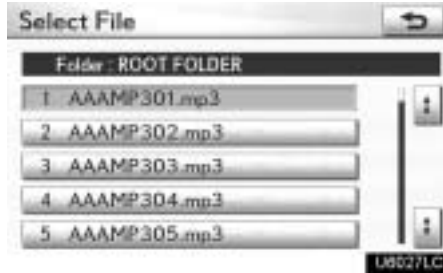 Select File
Folder : ROOT FOLDER
1 AAAMP301.mp3
2 AAAMP302.mp3
3 AAAMP303.mp3
4 AAAMP304.mp3
5 AAAMP305.mp3
U6027LC